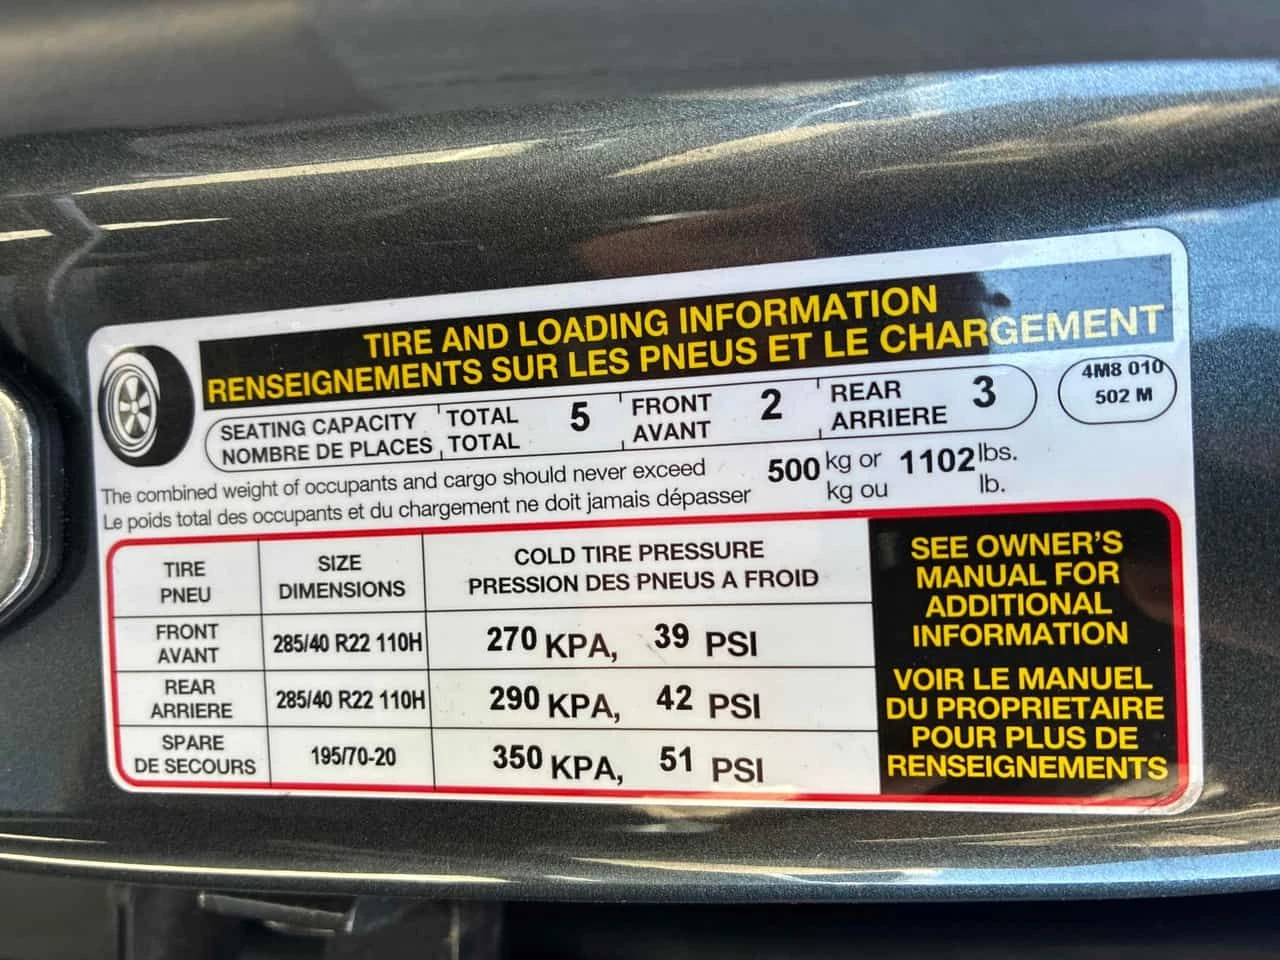 TIRE AND LOADING INFORMATION
RENSEIGNEMENTS SUR LES PNEUS ET LE CHARGEMENT
SEATING CAPACITY TOTAL 5 FRONT 2 REAR 3
NOMBRE DE PLACES TOTAL AVANT ARRIERE
4M8 010
502 M
The combined weight of occupants and cargo should never exceed 500 kg or 1102 lbs.
Le poids total des occupants et du chargement ne doit jamais dépasser kg ou lb.
TIRE SIZE COLD TIRE PRESSURE
PNEU DIMENSIONS PRESSION DES PNEUS A FROID
FRONT
AVANT 285/40 R22 110H 270 KPA, 39 PSI
REAR
ARRIERE 285/40 R22 110H 290 KPA, 42 PSI
SPARE
DE SECOURS 195/70-20 350 KPA, 51 PSI
SEE OWNER'S
MANUAL FOR
ADDITIONAL
INFORMATION
VOIR LE MANUEL
DU PROPRIETAIRE
POUR PLUS DE
RENSEIGNEMENTS